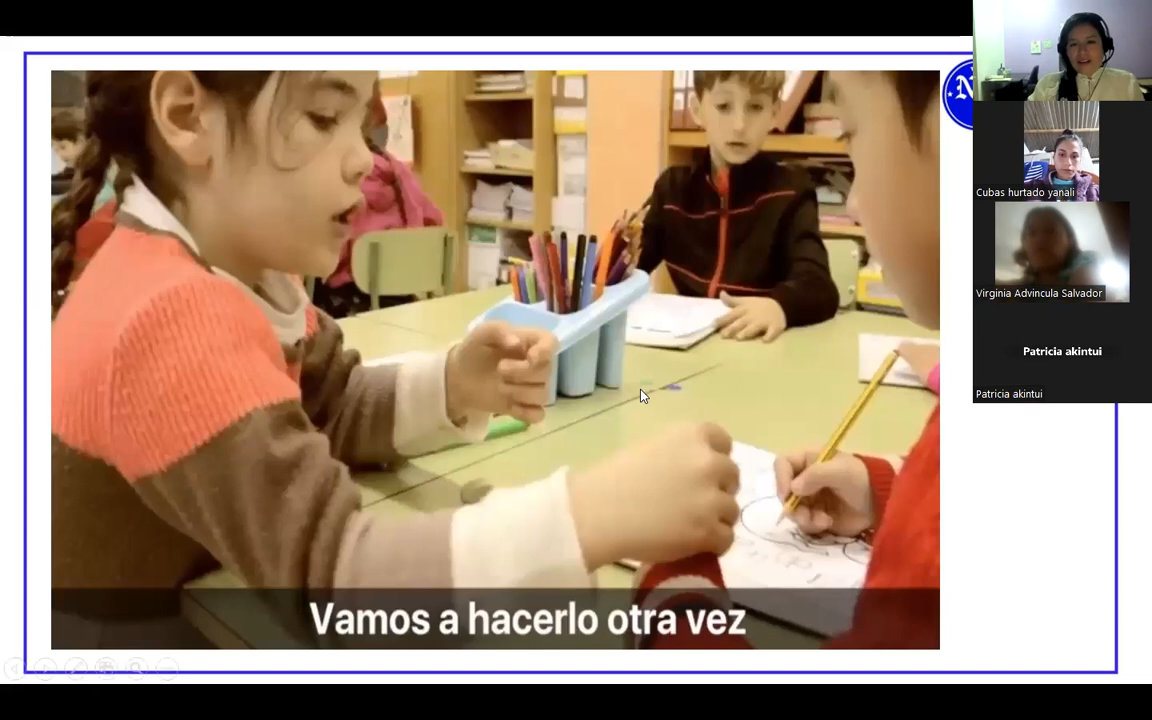 Vamos a hacerlo otra vez
Cubas hurtado yanali
Virginia Advincula Salvador
Patricia akintui
Patricia akintui